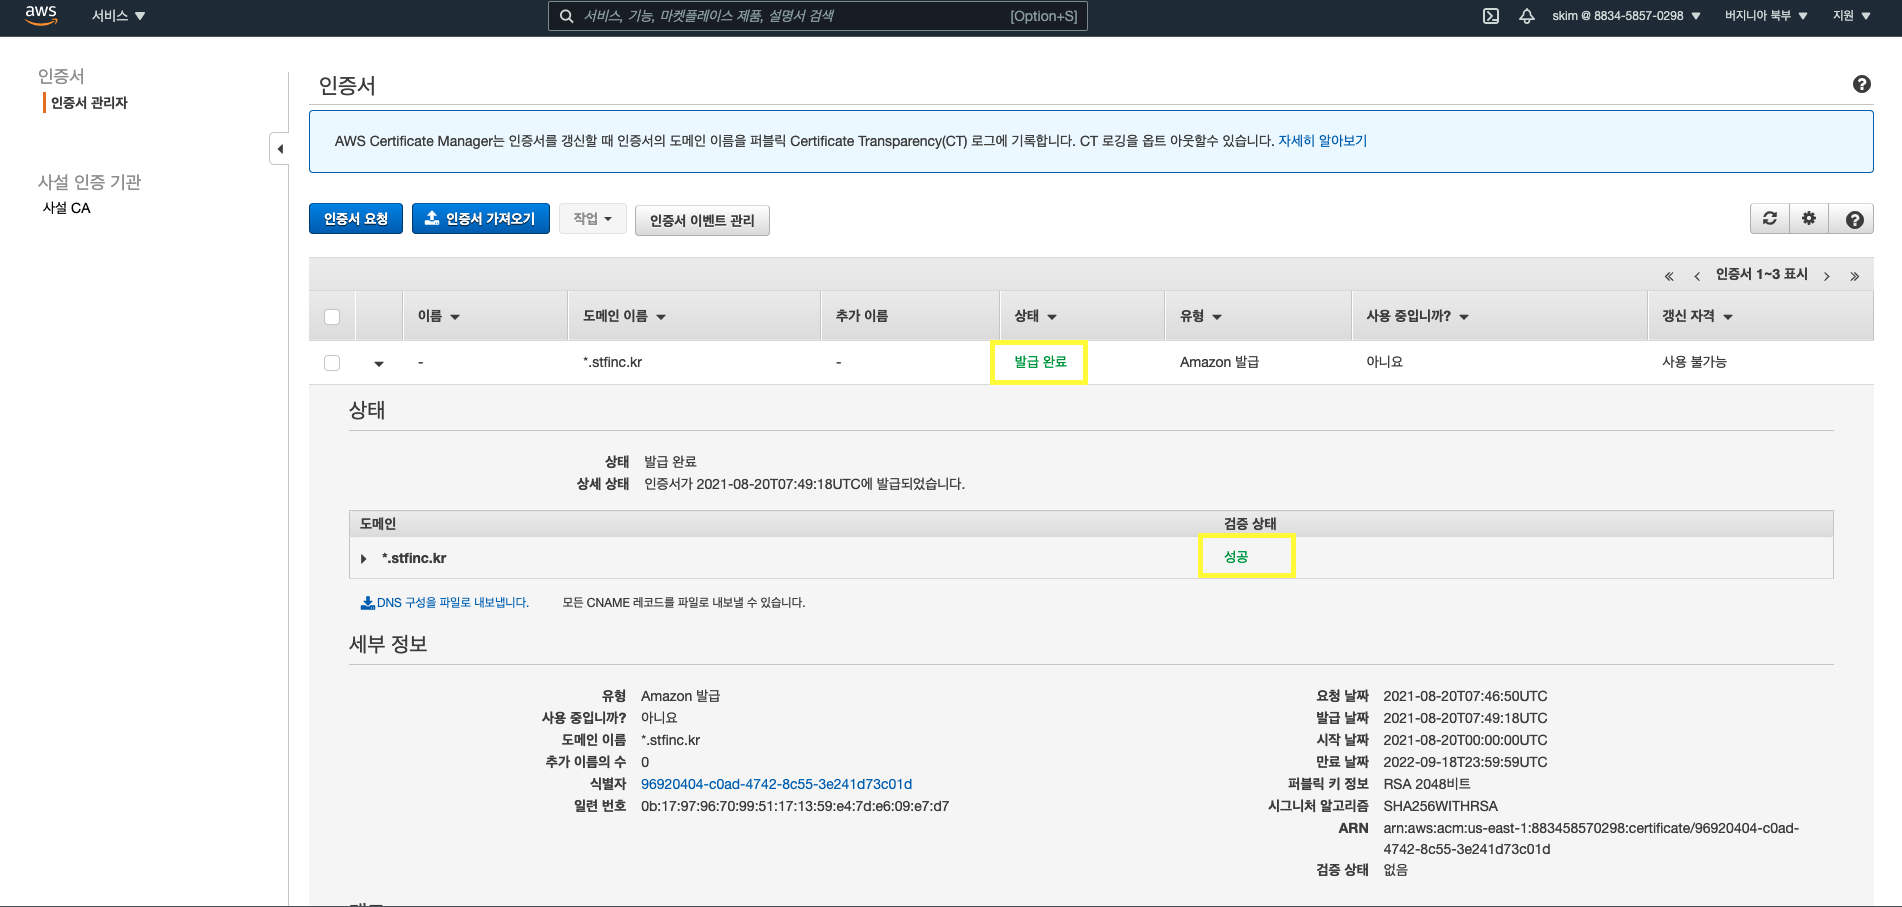 aws 서비스 서비스, 기능, 마켓플레이스 제품, 설명서 검색 [Option+S] skim @ 8834-5857-0298 버지니아 북부 지원
인증서
인증서 관리자
사설 인증 기관
사설 CA
인증서
AWS Certificate Manager는 인증서를 갱신할 때 인증서의 도메인 이름을 퍼블릭 Certificate Transparency(CT) 로그에 기록합니다. CT 로깅을 옵트 아웃할수 있습니다. 자세히 알아보기
인증서 요청 인증서 가져오기 작업 인증서 이벤트 관리
« ‹ 인증서 1~3 표시 › »
이름 도메인 이름 추가 이름 상태 유형 사용 중입니까? 갱신 자격
- *.stfinc.kr - 발급 완료 Amazon 발급 아니요 사용 불가능
상태
상태 발급 완료
상세 상태 인증서가 2021-08-20T07:49:18UTC에 발급되었습니다.
도메인 검증 상태
*.stfinc.kr 성공
DNS 구성을 파일로 내보냅니다. 모든 CNAME 레코드를 파일로 내보낼 수 있습니다.
세부 정보
유형 Amazon 발급
사용 중입니까? 아니요
도메인 이름 *.stfinc.kr
추가 이름의 수 0
식별자 96920404-c0ad-4742-8c55-3e241d73c01d
일련 번호 0b:17:97:96:70:99:51:17:13:59:e4:7d:e6:09:e7:d7
요청 날짜 2021-08-20T07:46:50UTC
발급 날짜 2021-08-20T07:49:18UTC
시작 날짜 2021-08-20T00:00:00UTC
만료 날짜 2022-09-18T23:59:59UTC
퍼블릭 키 정보 RSA 2048비트
시그니처 알고리즘 SHA256WITHRSA
ARN arn:aws:acm:us-east-1:883458570298:certificate/96920404-c0ad-
4742-8c55-3e241d73c01d
검증 상태 없음